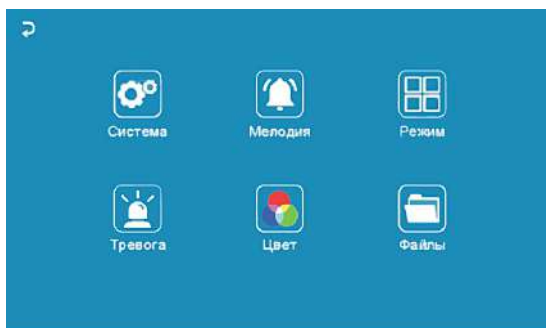 Система
Мелодия
Режим
Тревога
Цвет
Файлы